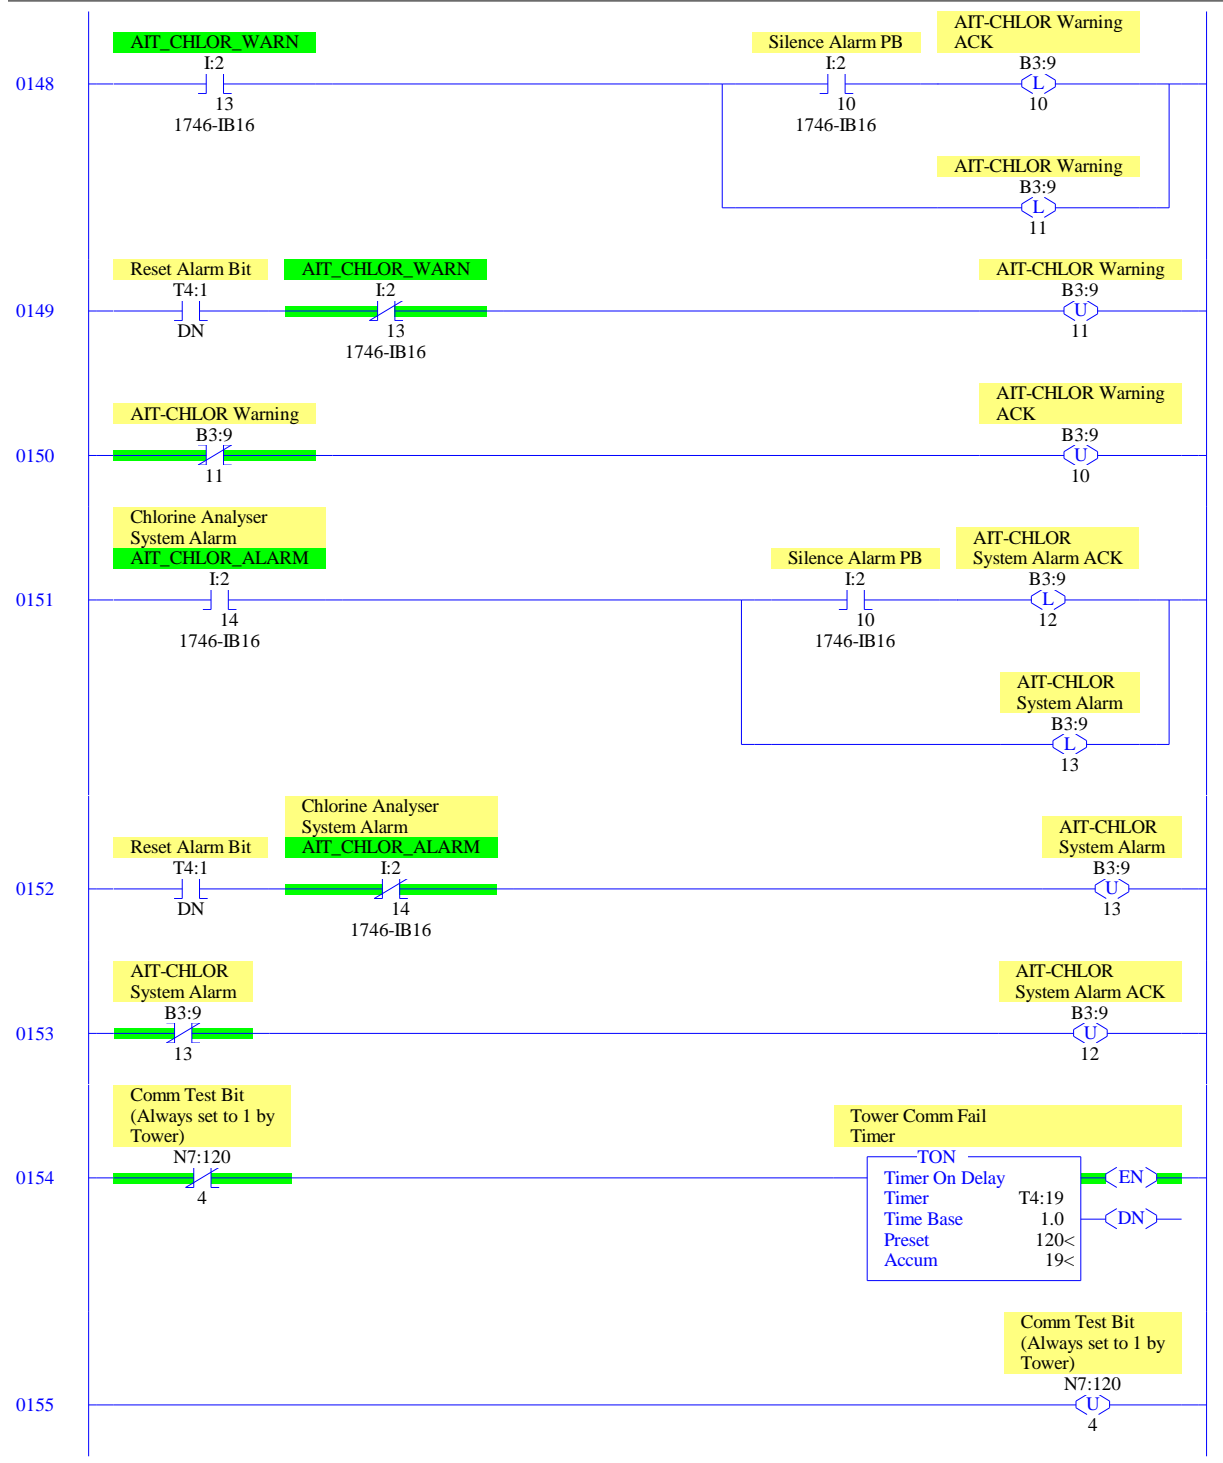 AIT_CHLOR_WARN
I:2
13
1746-IB16
0148
Silence Alarm PB
I:2
10
1746-IB16
AIT-CHLOR Warning
ACK
B3:9
L
10
AIT-CHLOR Warning
B3:9
L
11
0149
Reset Alarm Bit
T4:1
DN
AIT_CHLOR_WARN
I:2
13
1746-IB16
AIT-CHLOR Warning
B3:9
U
11
0150
AIT-CHLOR Warning
B3:9
11
AIT-CHLOR Warning
ACK
B3:9
U
10
0151
Chlorine Analyser
System Alarm
AIT_CHLOR_ALARM
I:2
14
1746-IB16
Silence Alarm PB
I:2
10
1746-IB16
AIT-CHLOR
System Alarm ACK
B3:9
L
12
AIT-CHLOR
System Alarm
B3:9
L
13
0152
Reset Alarm Bit
T4:1
DN
Chlorine Analyser
System Alarm
AIT_CHLOR_ALARM
I:2
14
1746-IB16
AIT-CHLOR
System Alarm
B3:9
U
13
0153
AIT-CHLOR
System Alarm
B3:9
13
AIT-CHLOR
System Alarm ACK
B3:9
U
12
0154
Comm Test Bit
(Always set to 1 by
Tower)
N7:120
4
Tower Comm Fail
Timer
TON
Timer On Delay
Timer T4:19
Time Base 1.0
Preset 120<
Accum 19<
EN
DN
0155
Comm Test Bit
(Always set to 1 by
Tower)
N7:120
U
4